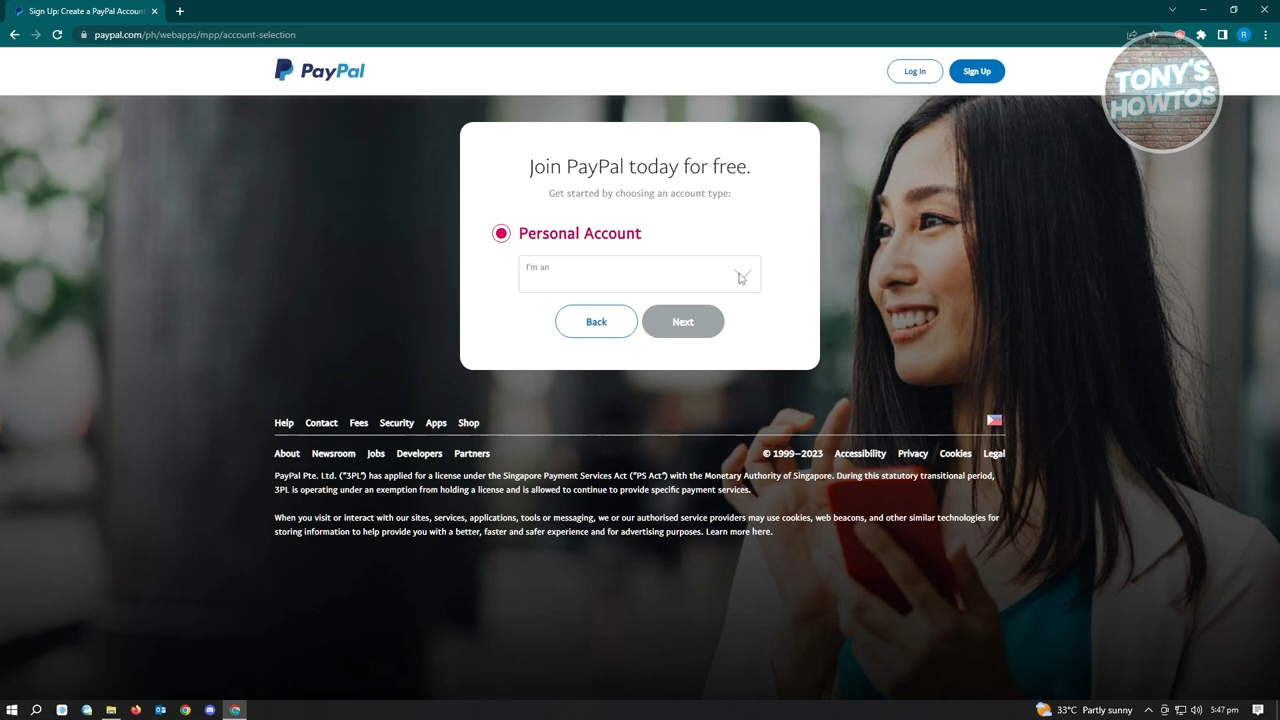 Sign Up: Create a PayPal Account
paypal.com/ph/webapps/mpp/account-selection
R
PayPal
Log In
Sign Up
TONY'S
HOWTOS
Join PayPal today for free.
Get started by choosing an account type:
Personal Account
I'm an
Back
Next
Help Contact Fees Security Apps Shop
About Newsroom Jobs Developers Partners © 1999–2023 Accessibility Privacy Cookies Legal
PayPal Pte. Ltd. ("3PL") has applied for a license under the Singapore Payment Services Act ("PS Act") with the Monetary Authority of Singapore. During this statutory transitional period,
3PL is operating under an exemption from holding a license and is allowed to continue to provide specific payment services.
When you visit or interact with our sites, services, applications, tools or messaging, we or our authorised service providers may use cookies, web beacons, and other similar technologies for
storing information to help provide you with a better, faster and safer experience and for advertising purposes. Learn more here.
33°C Partly sunny
5:47 pm